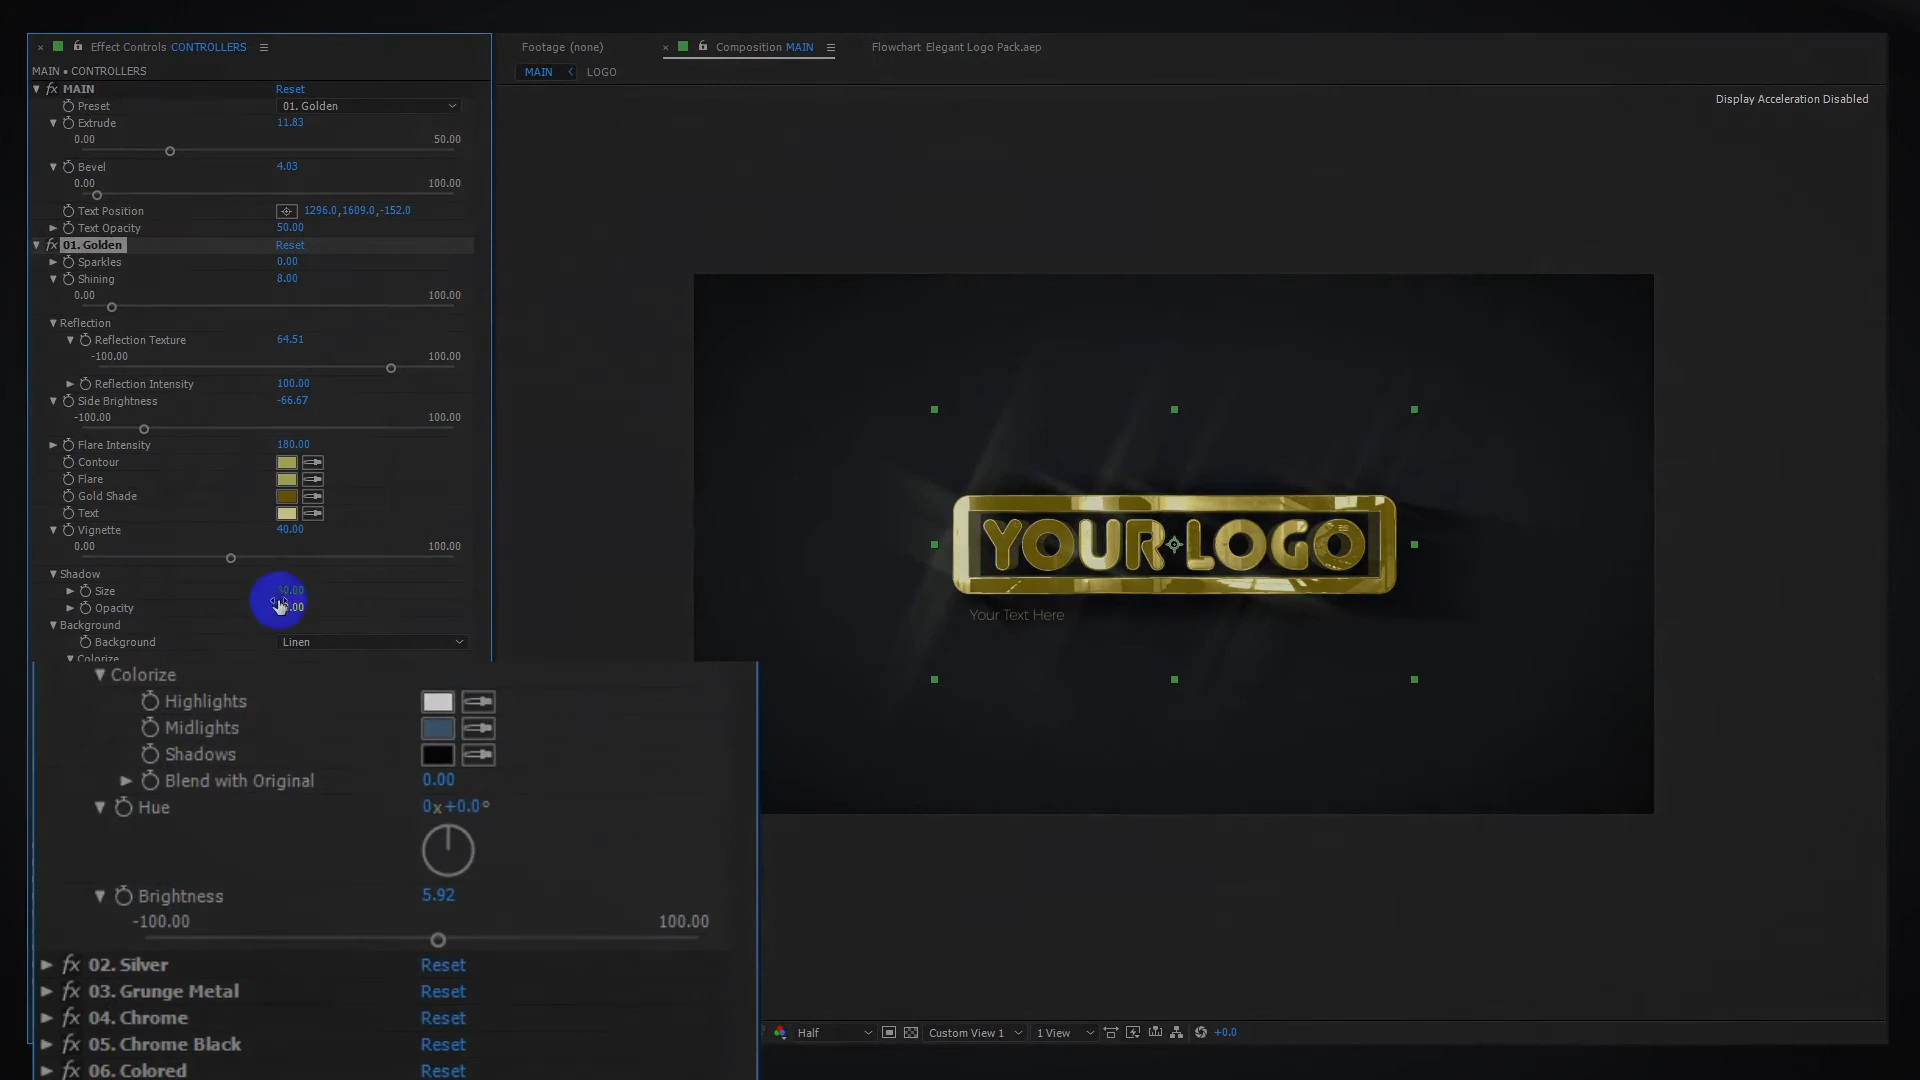 Effect Controls CONTROLLERS
Footage (none)
Composition MAIN
Flowchart Elegant Logo Pack.aep
MAIN • CONTROLLERS
MAIN
LOGO
Display Acceleration Disabled
fx MAIN Reset
Preset 01. Golden
Extrude 11.83
0.00 50.00
Bevel 4.03
0.00 100.00
Text Position 1296.0,1609.0,-152.0
Text Opacity 50.00
fx 01. Golden Reset
Sparkles 0.00
Shining 8.00
0.00 100.00
Reflection
Reflection Texture 64.51
-100.00 100.00
Reflection Intensity 100.00
Side Brightness -66.67
-100.00 100.00
Flare Intensity 180.00
Contour
Flare
Gold Shade
Text
Vignette 40.00
0.00 100.00
Shadow
Size
Opacity
Background
Background Linen
Colorize
YOUR LOGO
Your Text Here
Colorize
Highlights
Midlights
Shadows
Blend with Original 0.00
Hue 0x+0.0°
Brightness 5.92
-100.00 100.00
fx 02. Silver Reset
fx 03. Grunge Metal Reset
fx 04. Chrome Reset
fx 05. Chrome Black Reset
fx 06. Colored Reset
Half Custom View 1 1 View +0.0